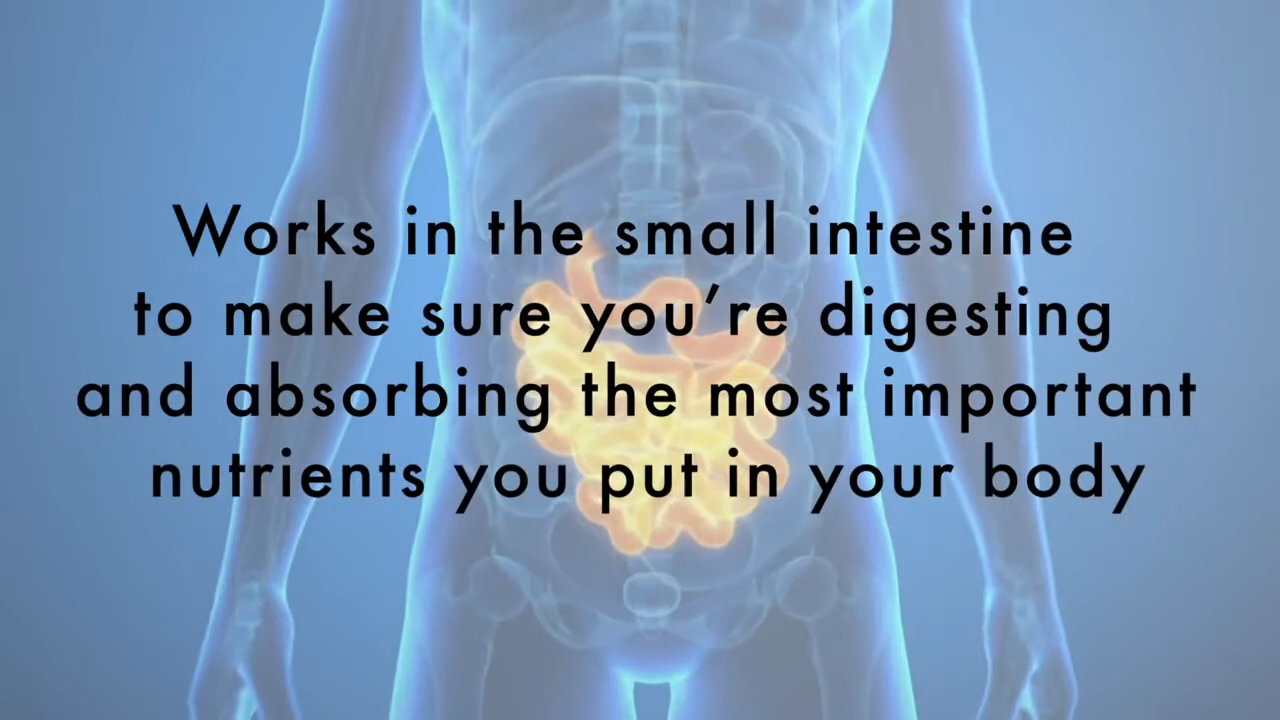 Works in the small intestine
to make sure you’re digesting
and absorbing the most important
nutrients you put in your body